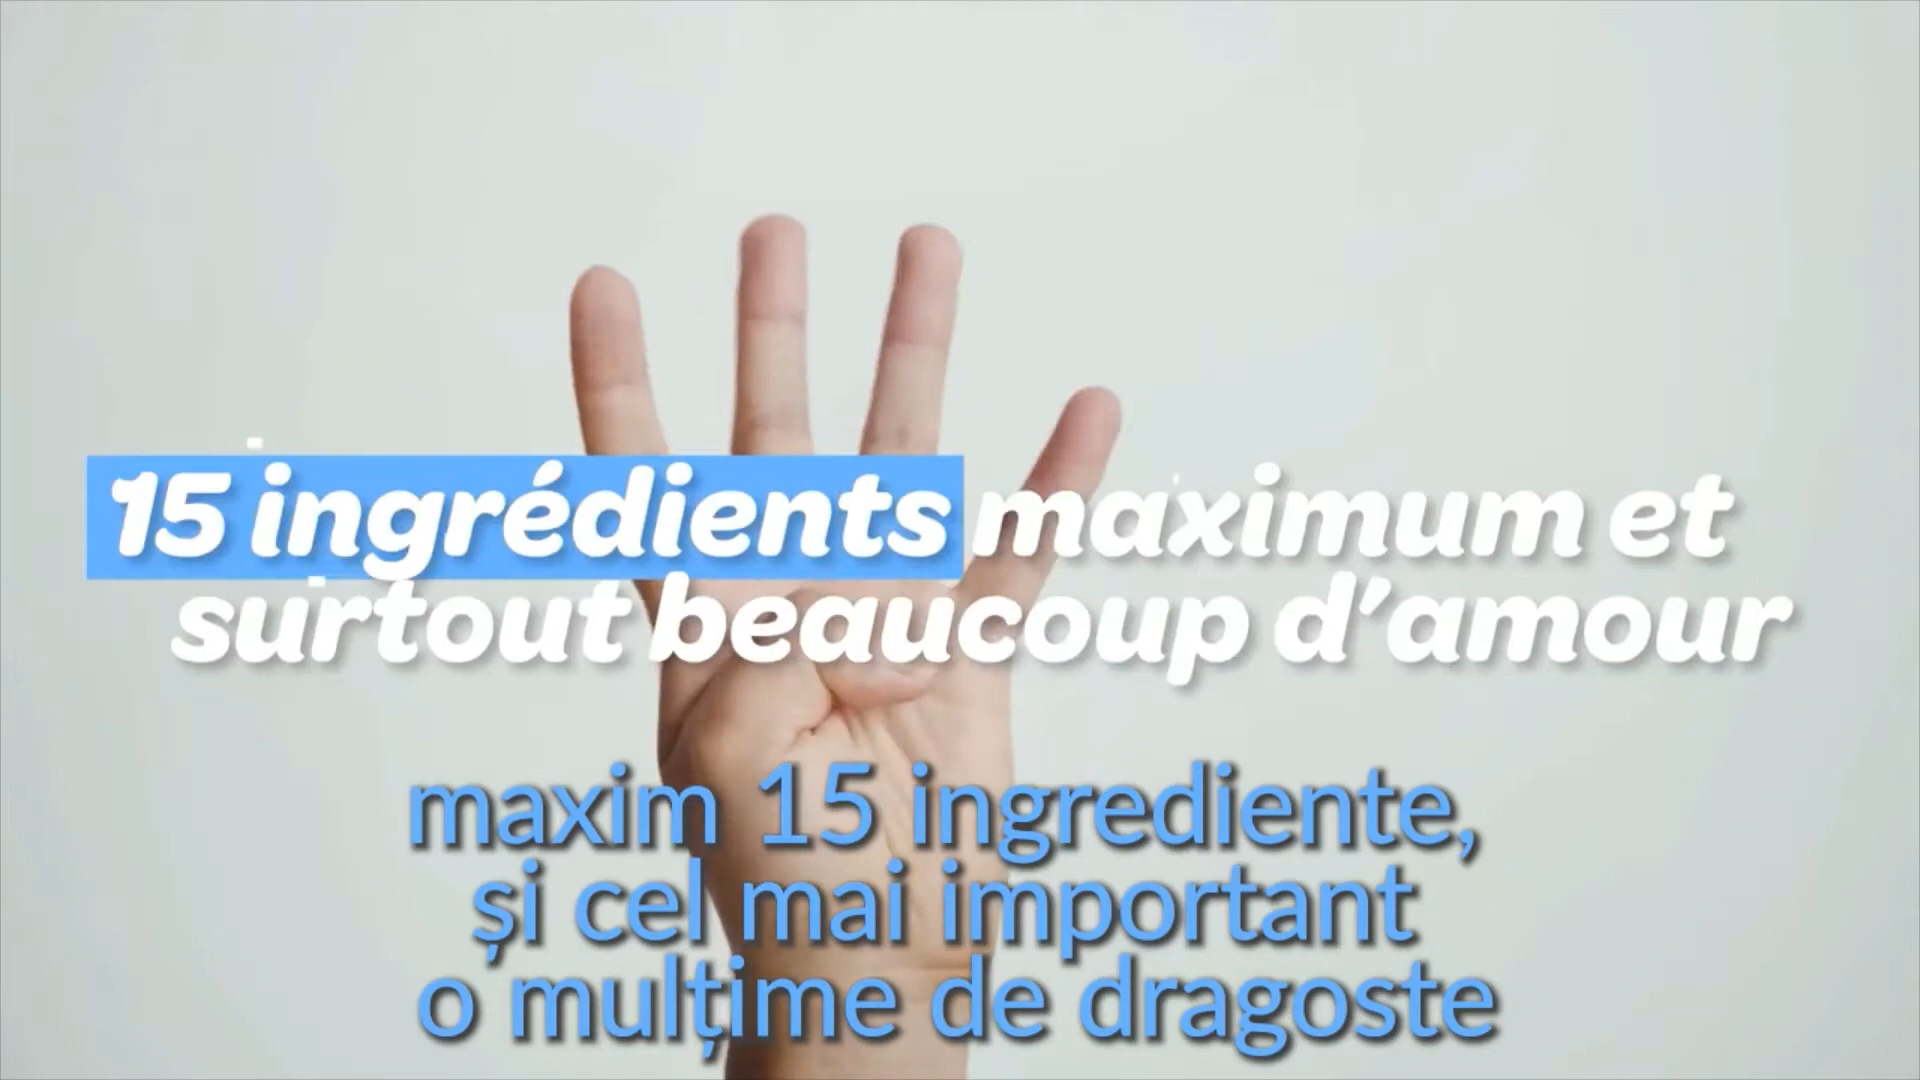 15 ingrédients maximum et
surtout beaucoup d'amour
maxim 15 ingrediente,
și cel mai important
o mulțime de dragoste